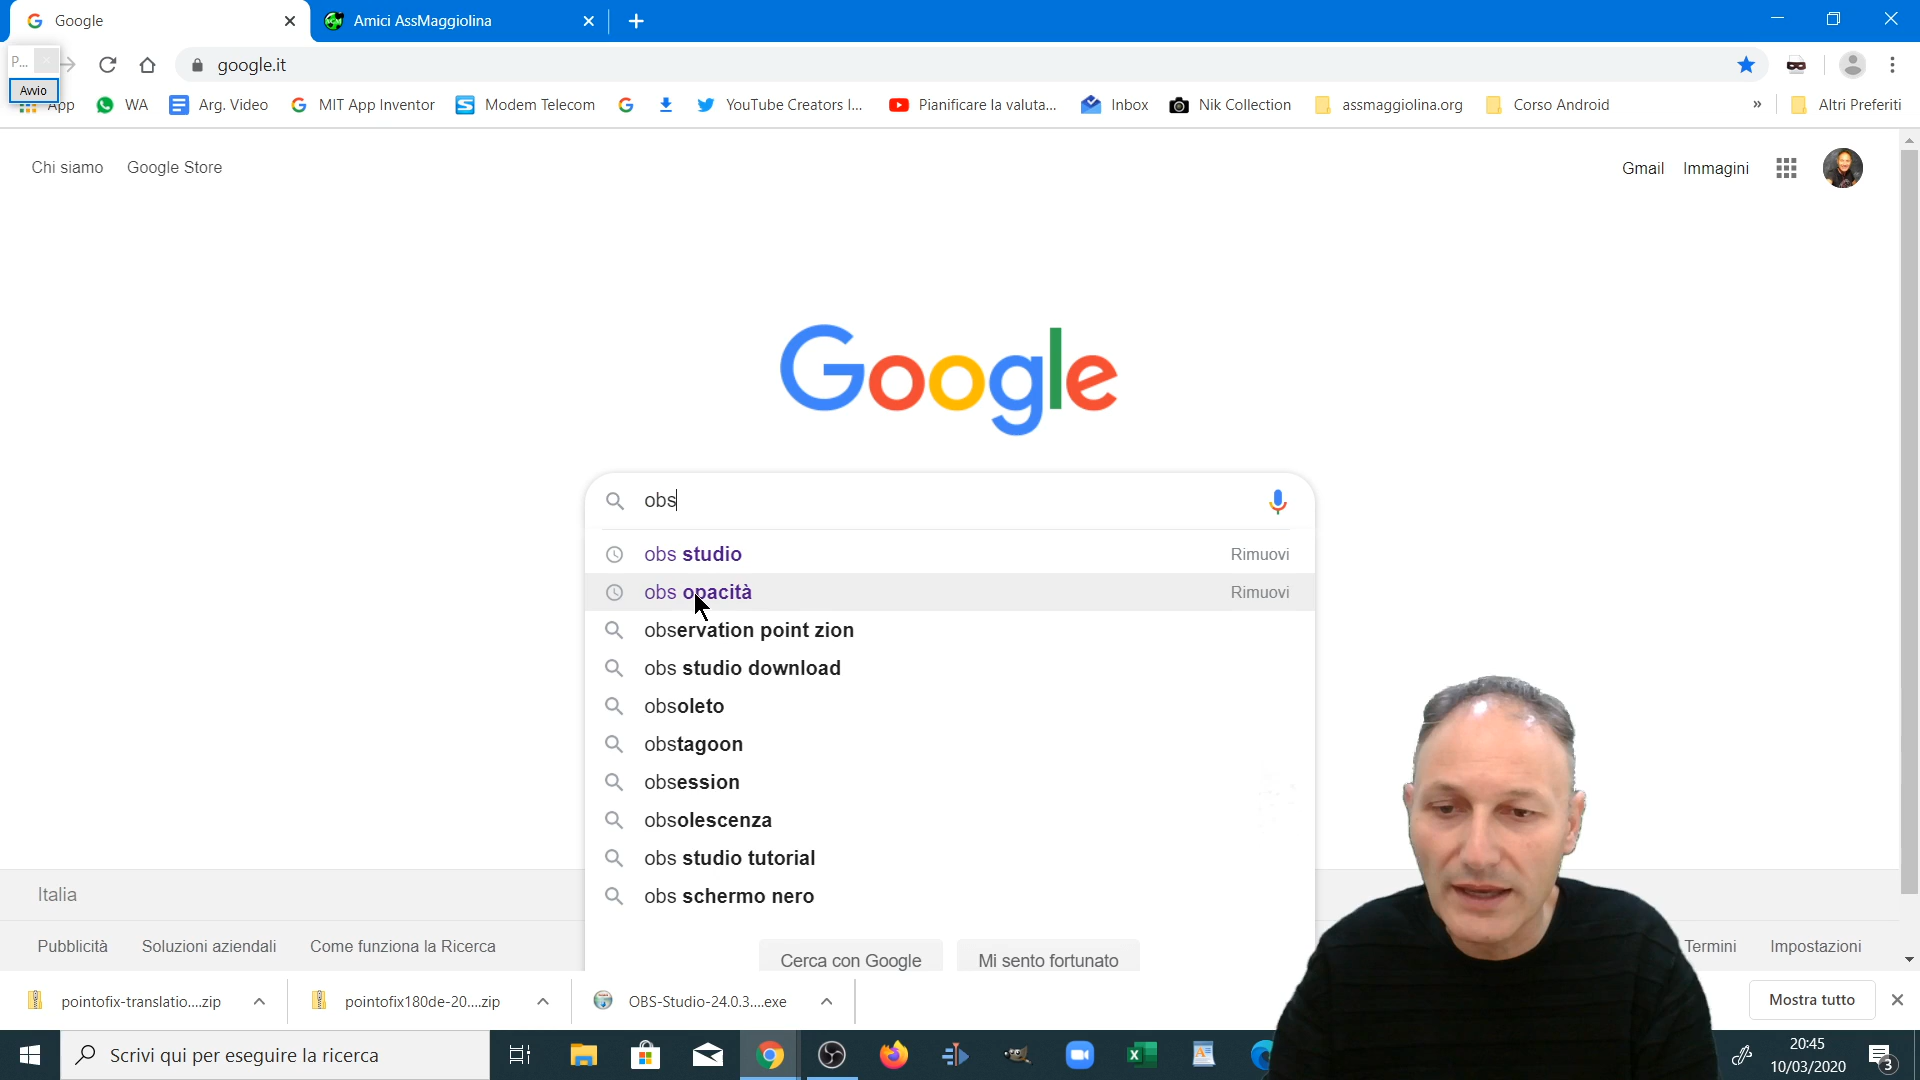 Google
Amici AssMaggiolina
P...
google.it
Avvio
App
WA
Arg. Video
MIT App Inventor
Modem Telecom
YouTube Creators I...
Pianificare la valuta...
Inbox
Nik Collection
assmaggiolina.org
Corso Android
»
Altri Preferiti
Chi siamo
Google Store
Gmail
Immagini
Google
obs
obs studio
Rimuovi
obs opacità
Rimuovi
observation point zion
obs studio download
obsoleto
obstagoon
obsession
obsolescenza
obs studio tutorial
obs schermo nero
Cerca con Google
Mi sento fortunato
Italia
Pubblicità
Soluzioni aziendali
Come funziona la Ricerca
Termini
Impostazioni
pointofix-translatio....zip
pointofix180de-20....zip
OBS-Studio-24.0.3....exe
Mostra tutto
Scrivi qui per eseguire la ricerca
20:45
10/03/2020
3